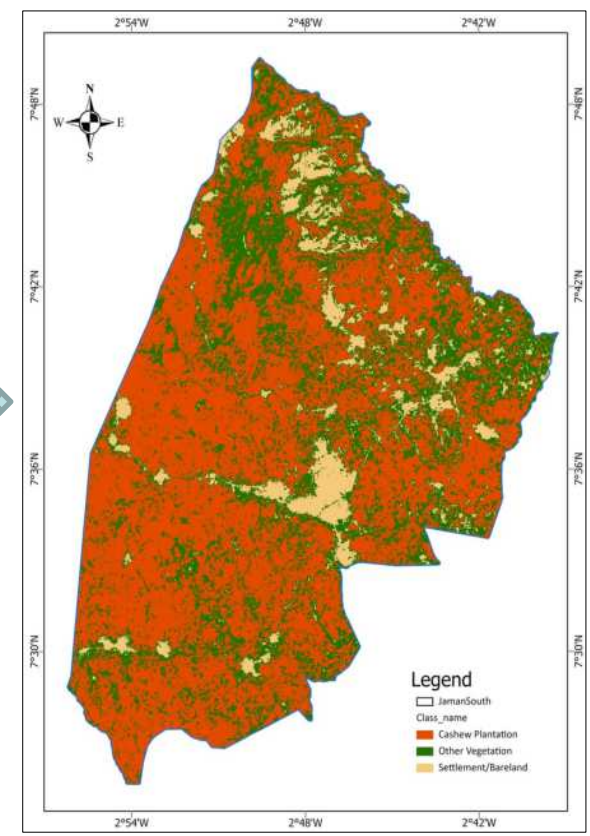 2°54'W 2°48'W 2°42'W
N
W E
S
7°48'N 7°48'N
7°42'N 7°42'N
7°36'N 7°36'N
7°30'N 7°30'N
Legend
JamanSouth
Class_name
Cashew Plantation
Other Vegetation
Settlement/Bareland
2°54'W 2°48'W 2°42'W